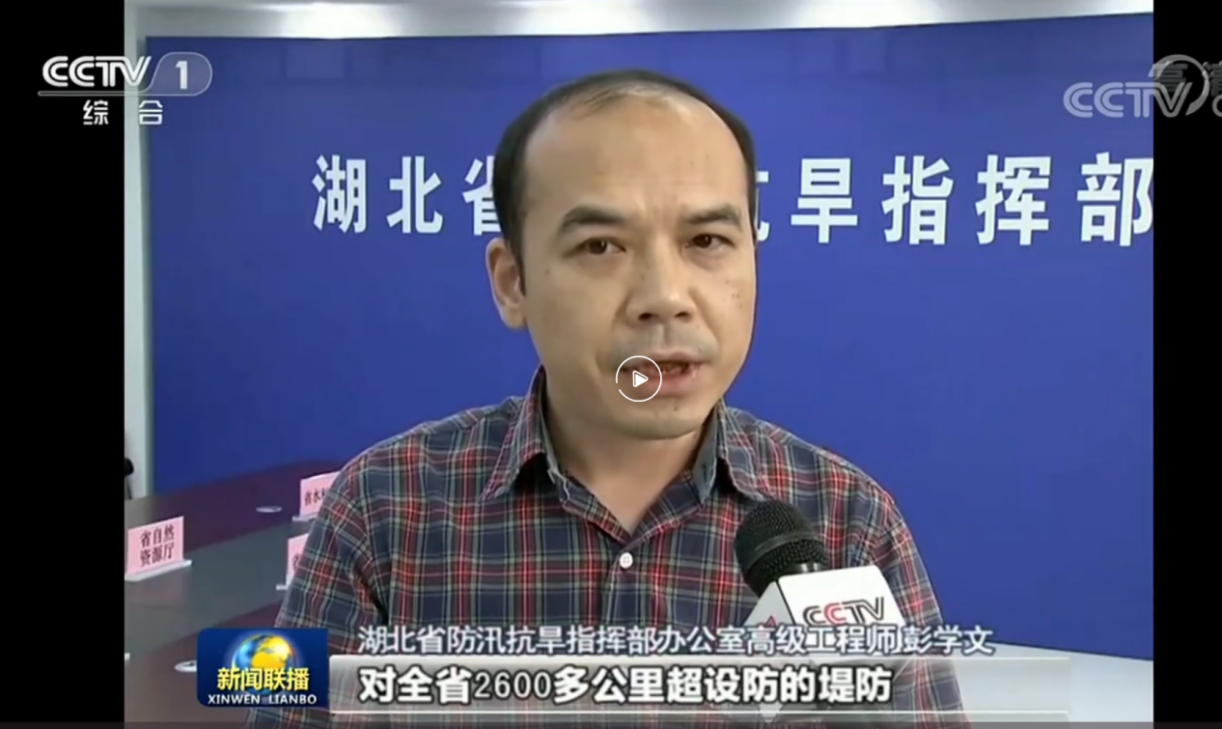 CCTV 1
综合
CCTV
湖北省 抗旱指挥部
省水
省自然
资源厅
CCTV
湖北省防汛抗旱指挥部办公室高级工程师彭学文
新闻联播
XINWEN LIANBO
对全省2600多公里超设防的堤防